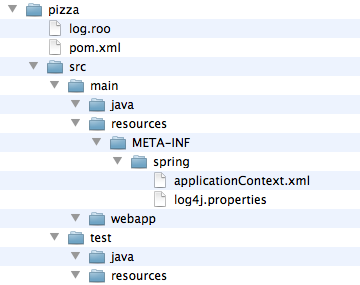 pizza
log.roo
pom.xml
src
main
java
resources
META-INF
spring
applicationContext.xml
log4j.properties
webapp
test
java
resources